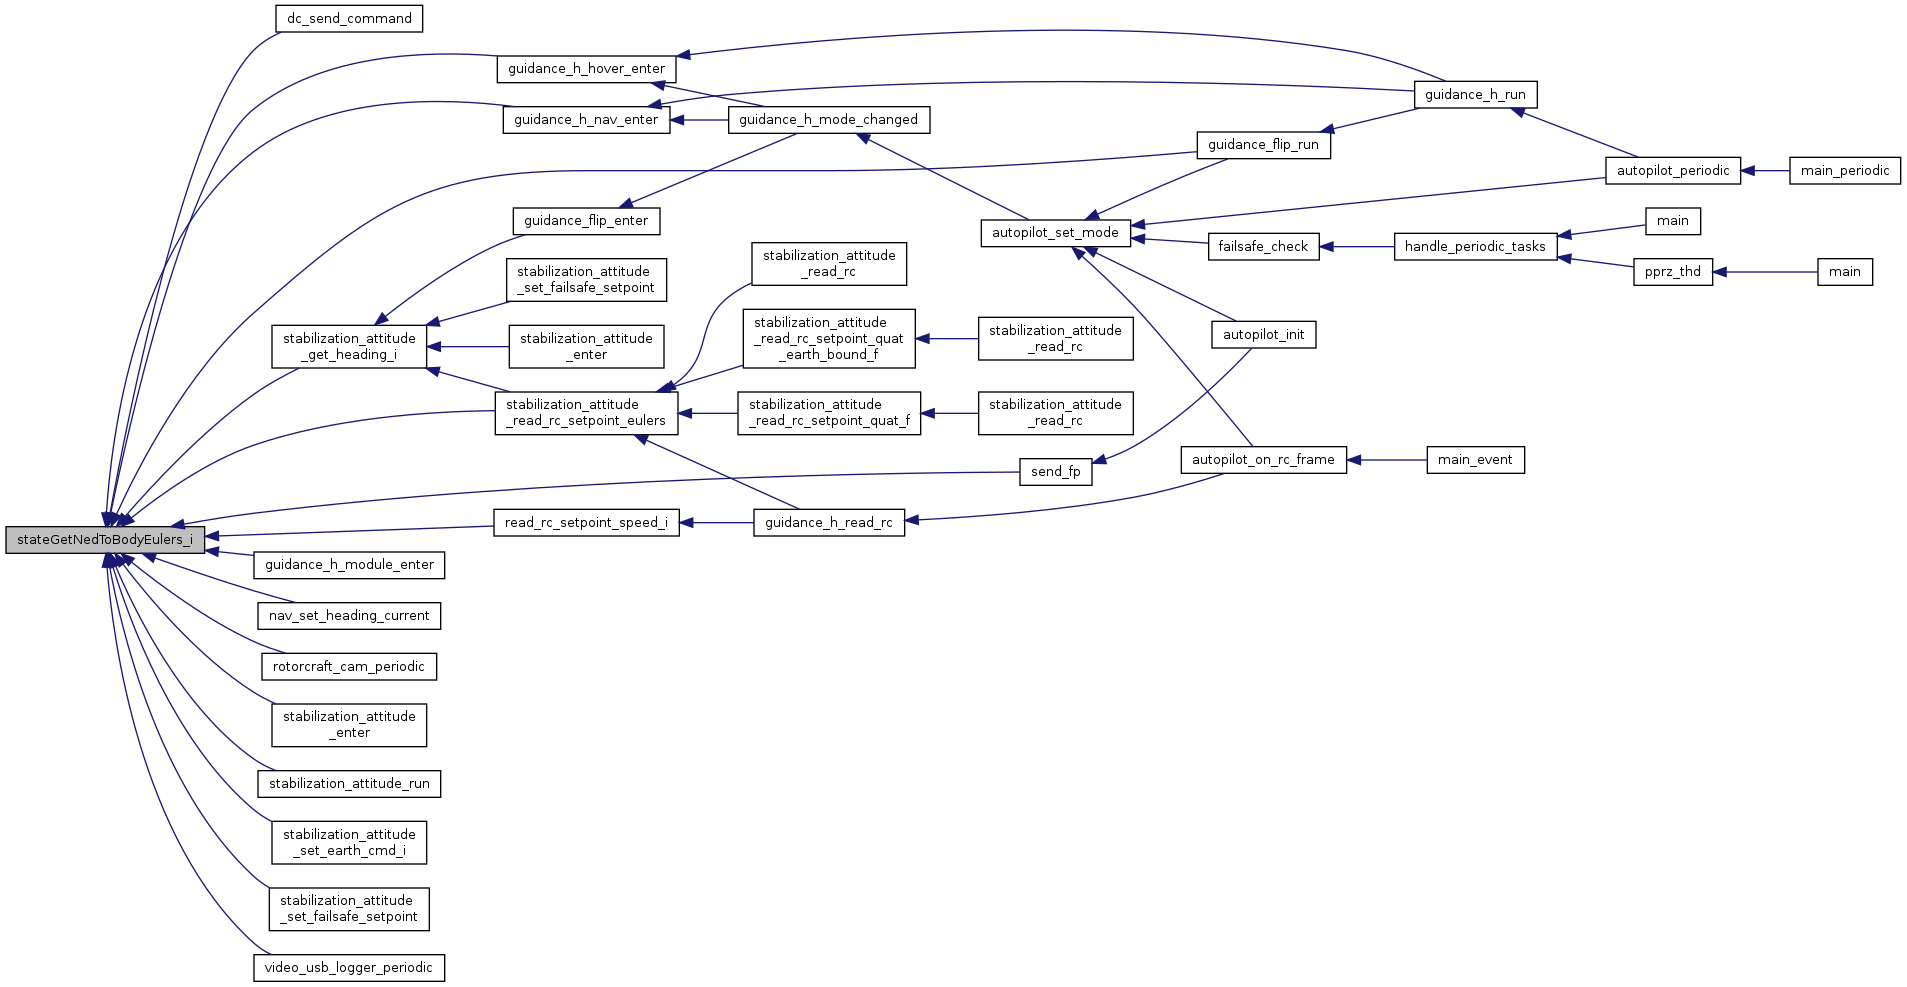 dc_send_command
guidance_h_hover_enter
guidance_h_run
guidance_h_nav_enter
guidance_h_mode_changed
guidance_flip_run
autopilot_periodic
main_periodic
guidance_flip_enter
main
autopilot_set_mode
failsafe_check
handle_periodic_tasks
stabilization_attitude
_read_rc
stabilization_attitude
_set_failsafe_setpoint
pprz_thd
main
stabilization_attitude
_get_heading_i
stabilization_attitude
_enter
stabilization_attitude
_read_rc_setpoint_quat
_earth_bound_f
stabilization_attitude
_read_rc
autopilot_init
stabilization_attitude
_read_rc_setpoint_eulers
stabilization_attitude
_read_rc_setpoint_quat_f
stabilization_attitude
_read_rc
autopilot_on_rc_frame
main_event
send_fp
read_rc_setpoint_speed_i
guidance_h_read_rc
stateGetNedToBodyEulers_i
guidance_h_module_enter
nav_set_heading_current
rotorcraft_cam_periodic
stabilization_attitude
_enter
stabilization_attitude_run
stabilization_attitude
_set_earth_cmd_i
stabilization_attitude
_set_failsafe_setpoint
video_usb_logger_periodic